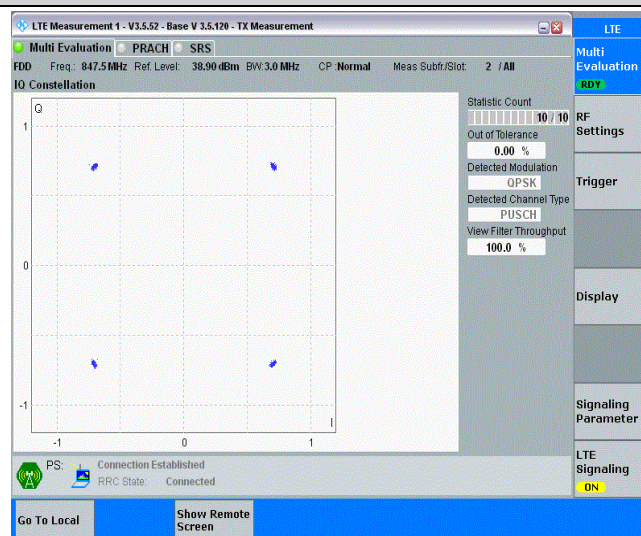 LTE Measurement 1 - V3.5.52 - Base V 3.5.120 - TX Measurement
LTE
Multi Evaluation PRACH SRS
Multi
Evaluation
RDY
FDD Freq.: 847.5 MHz Ref. Level: 38.90 dBm BW:3.0 MHz CP :Normal Meas Subfr./Slot: 2 / All
IQ Constellation
Q
1
0
-1
I
-1 0 1
Statistic Count
10 / 10
Out of Tolerance
0.00 %
Detected Modulation
QPSK
Detected Channel Type
PUSCH
View Filter Throughput
100.0 %
RF
Settings
Trigger
Display
Signaling
Parameter
LTE
Signaling
ON
PS: Connection Established
RRC State: Connected
Go To Local
Show Remote
Screen